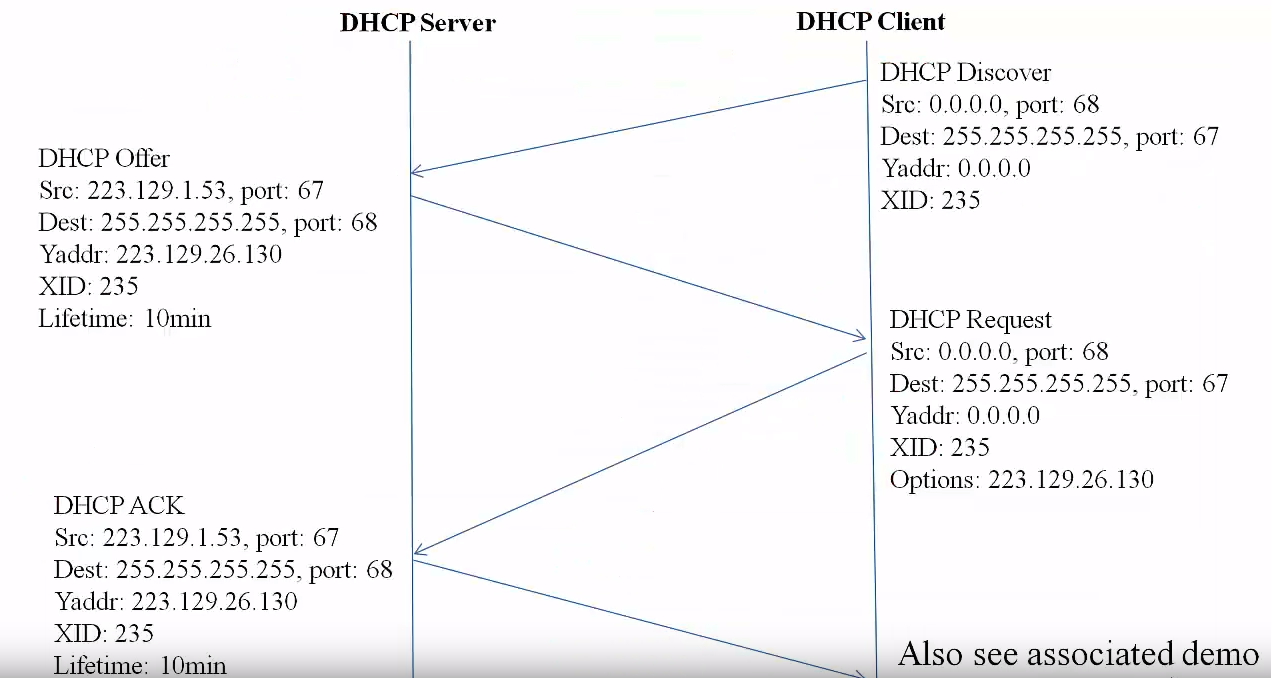 DHCP Server
DHCP Client
DHCP Discover
Src: 0.0.0.0, port: 68
Dest: 255.255.255.255, port: 67
Yaddr: 0.0.0.0
XID: 235
DHCP Offer
Src: 223.129.1.53, port: 67
Dest: 255.255.255.255, port: 68
Yaddr: 223.129.26.130
XID: 235
Lifetime: 10min
DHCP Request
Src: 0.0.0.0, port: 68
Dest: 255.255.255.255, port: 67
Yaddr: 0.0.0.0
XID: 235
Options: 223.129.26.130
DHCP ACK
Src: 223.129.1.53, port: 67
Dest: 255.255.255.255, port: 68
Yaddr: 223.129.26.130
XID: 235
Lifetime: 10min
Also see associated demo